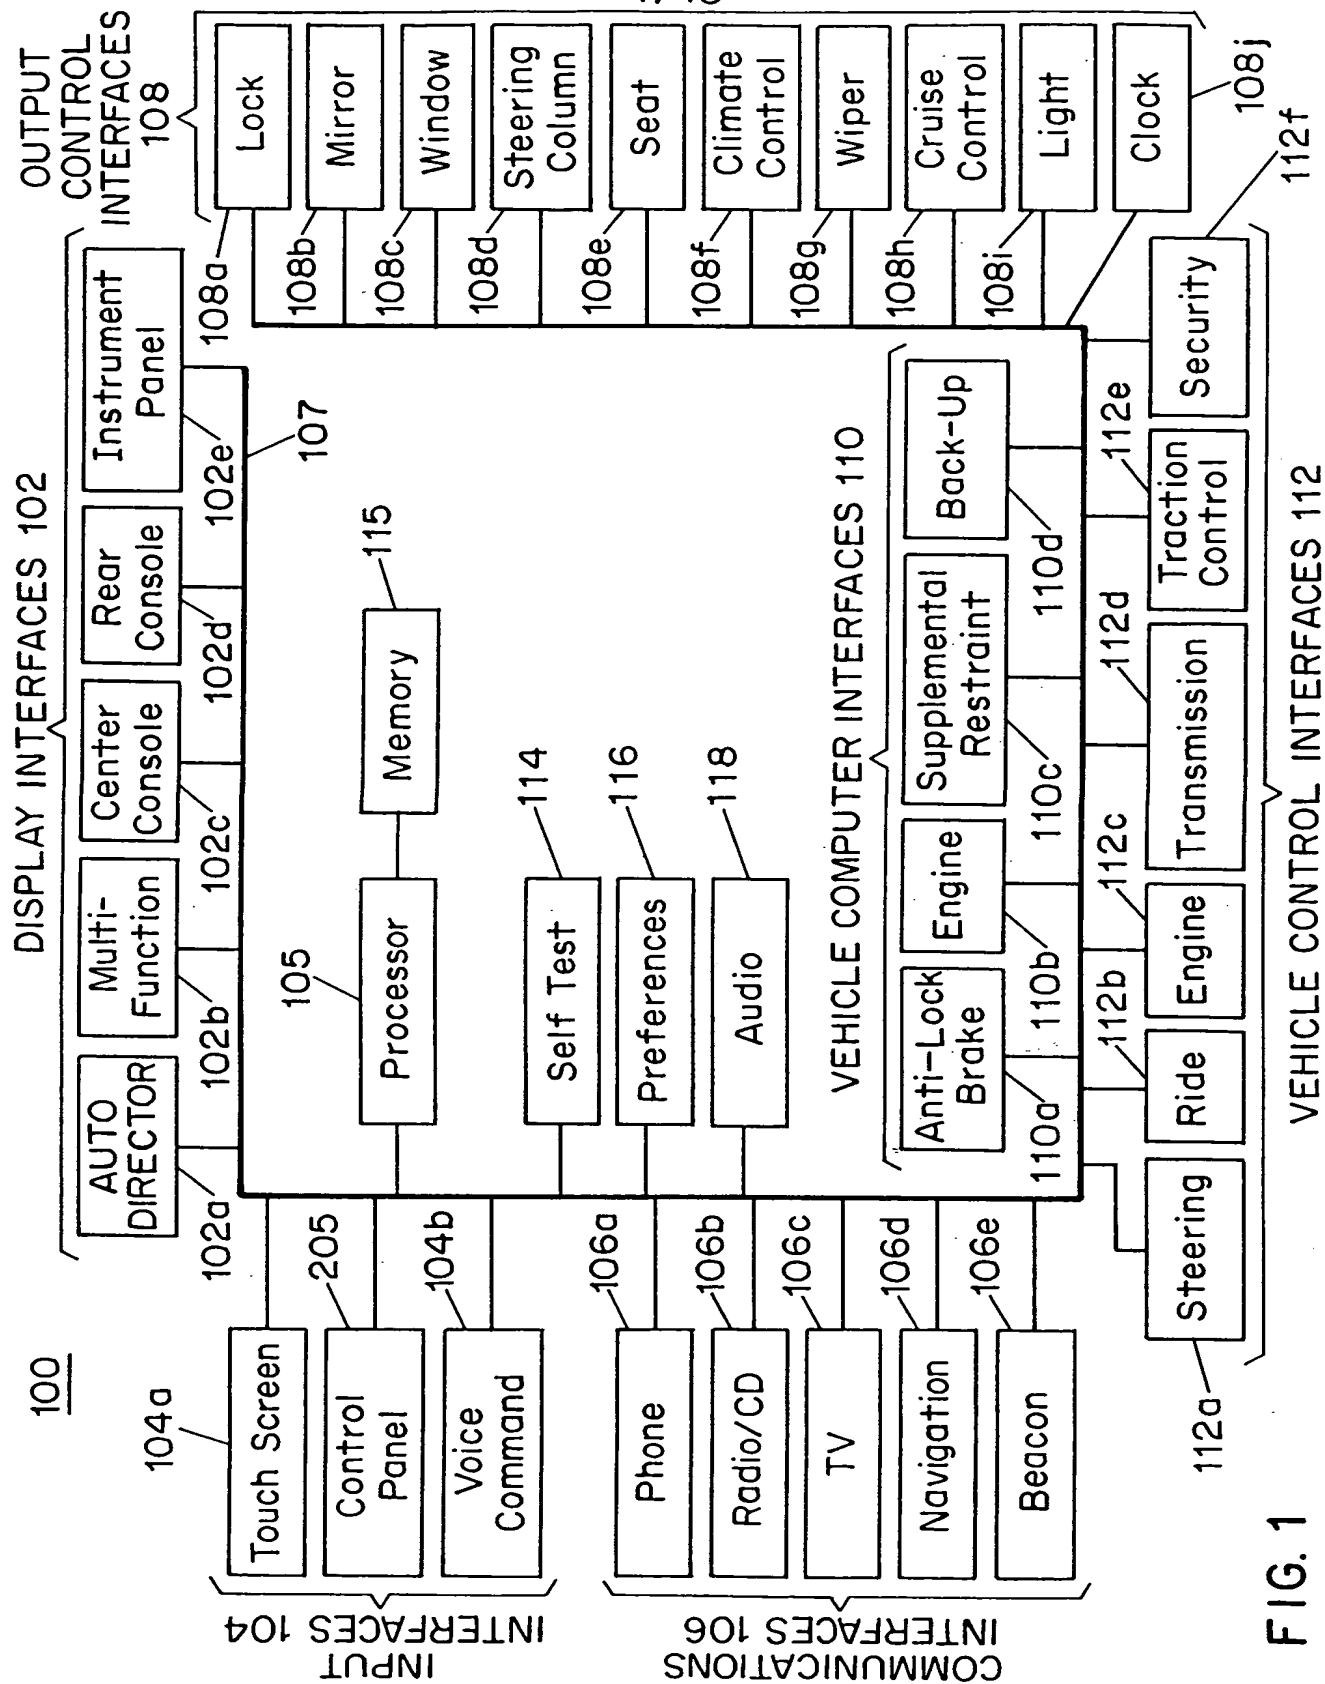 100
DISPLAY INTERFACES 102
AUTO
DIRECTOR
102a
Multi-
Function
102b
Center
Console
102c
Rear
Console
102d
Instrument
Panel
102e
107
OUTPUT
CONTROL
INTERFACES
108
Lock
108a
Mirror
108b
Window
108c
Steering
Column
108d
Seat
108e
Climate
Control
108f
Wiper
108g
Cruise
Control
108h
Light
108i
Clock
108j
INPUT
INTERFACES 104
104a
Touch Screen
205
Control
Panel
104b
Voice
Command
COMMUNICATIONS
INTERFACES 106
106a
Phone
106b
Radio/CD
106c
TV
106d
Navigation
106e
Beacon
105
Processor
Memory
115
Self Test
114
Preferences
116
Audio
118
VEHICLE COMPUTER INTERFACES 110
Anti-Lock
Brake
110a
Engine
110b
Supplemental
Restraint
110c
Back-Up
110d
Steering
112a
Ride
112b
Engine
112c
Transmission
112d
Traction
Control
112e
Security
112f
VEHICLE CONTROL INTERFACES 112
FIG. 1